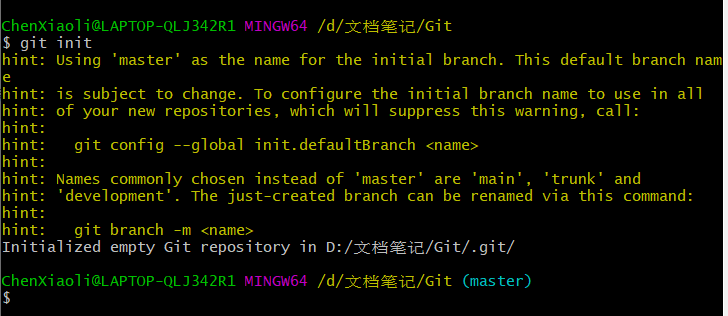 ChenXiaoli@LAPTOP-QLJ342R1 MINGW64 /d/文档笔记/Git
$ git init
hint: Using 'master' as the name for the initial branch. This default branch nam
e
hint: is subject to change. To configure the initial branch name to use in all
hint: of your new repositories, which will suppress this warning, call:
hint:
hint:   git config --global init.defaultBranch <name>
hint:
hint: Names commonly chosen instead of 'master' are 'main', 'trunk' and
hint: 'development'. The just-created branch can be renamed via this command:
hint:
hint:   git branch -m <name>
Initialized empty Git repository in D:/文档笔记/Git/.git/
ChenXiaoli@LAPTOP-QLJ342R1 MINGW64 /d/文档笔记/Git (master)
$